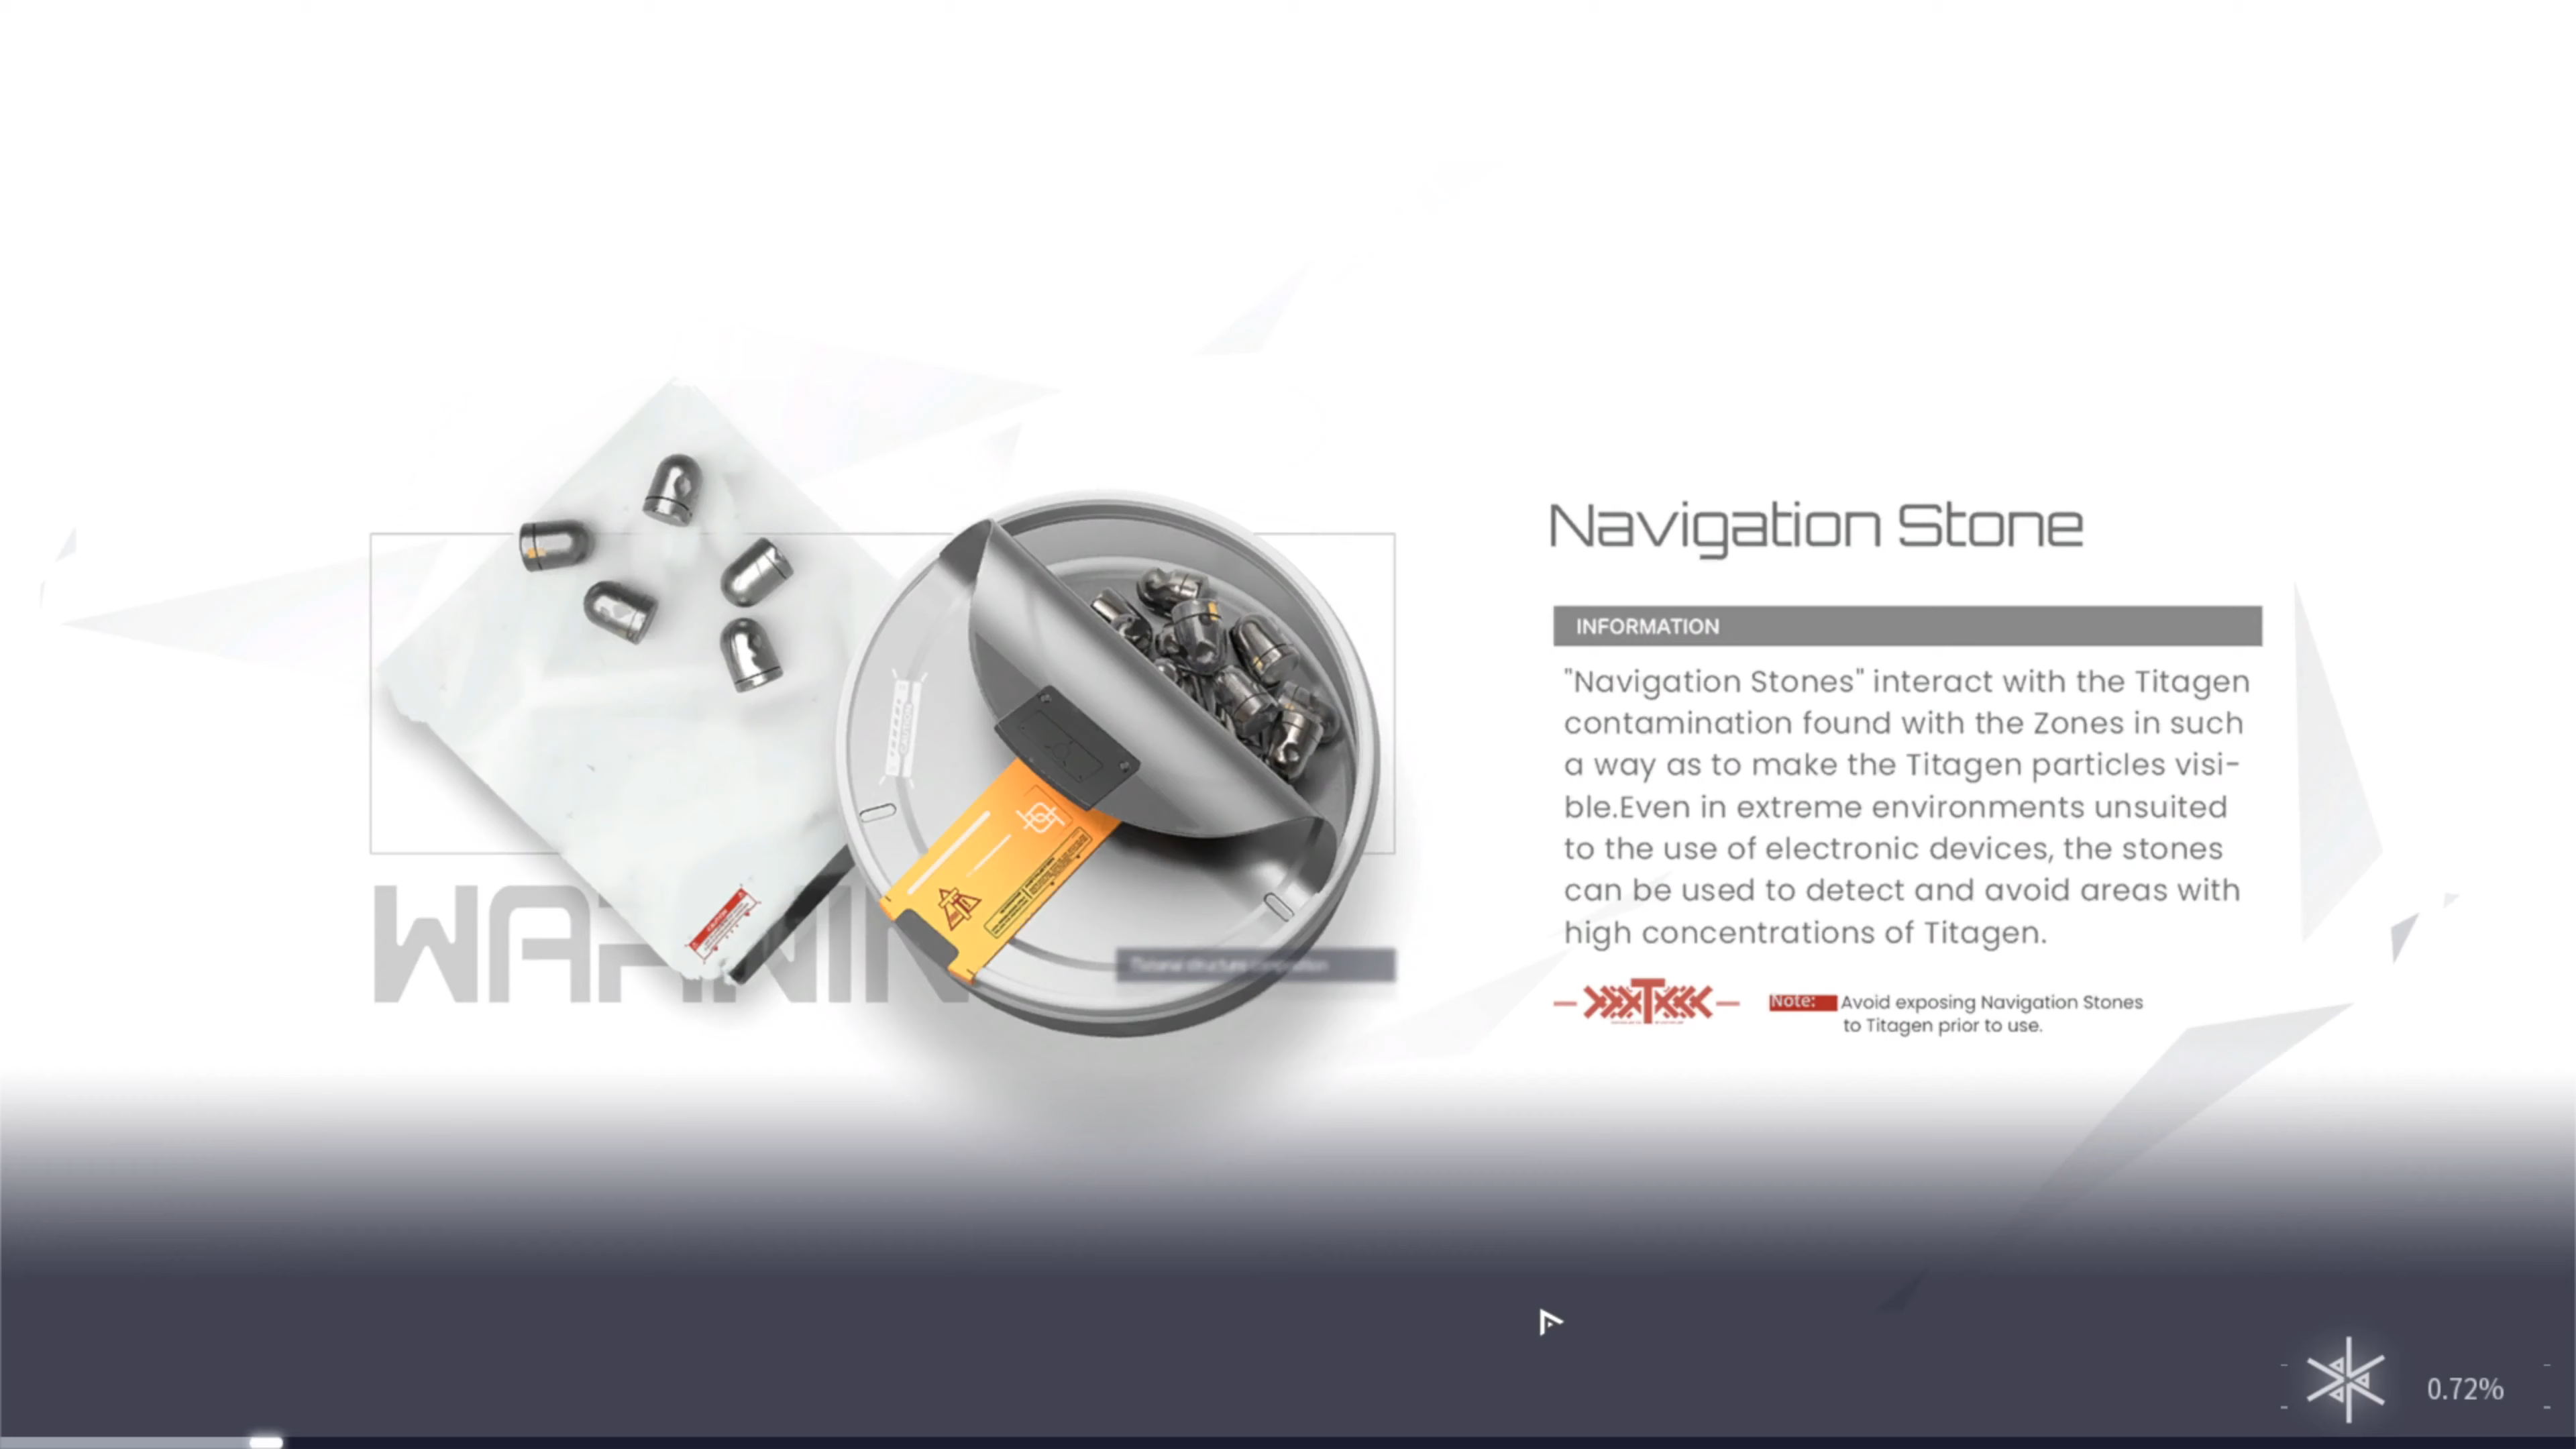 Navigation Stone
INFORMATION
"Navigation Stones" interact with the Titagen
contamination found with the Zones in such
a way as to make the Titagen particles visi-
ble.Even in extreme environments unsuited
to the use of electronic devices, the stones
can be used to detect and avoid areas with
high concentrations of Titagen.
Note: Avoid exposing Navigation Stones
to Titagen prior to use.
0.72%